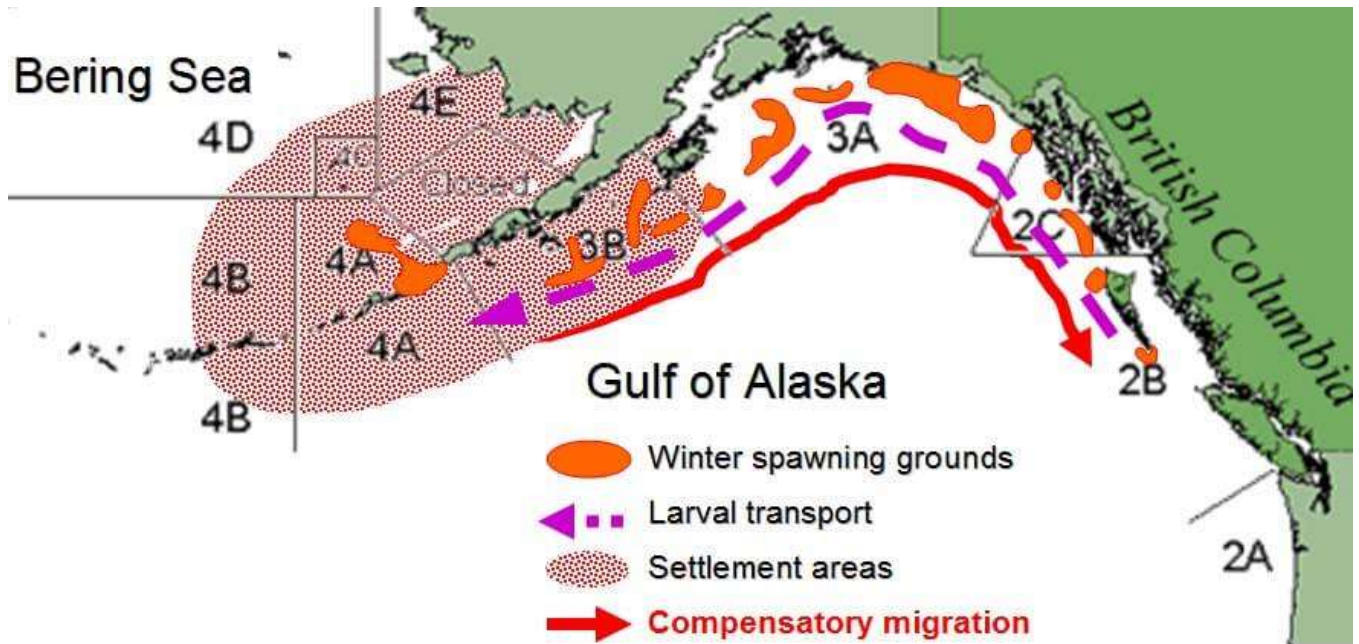 Bering Sea
4E
4D
4C
Closed
3A
British Columbia
2C
3B
4A
4B
4A
4B
2B
Gulf of Alaska
Winter spawning grounds
Larval transport
Settlement areas
Compensatory migration
2A